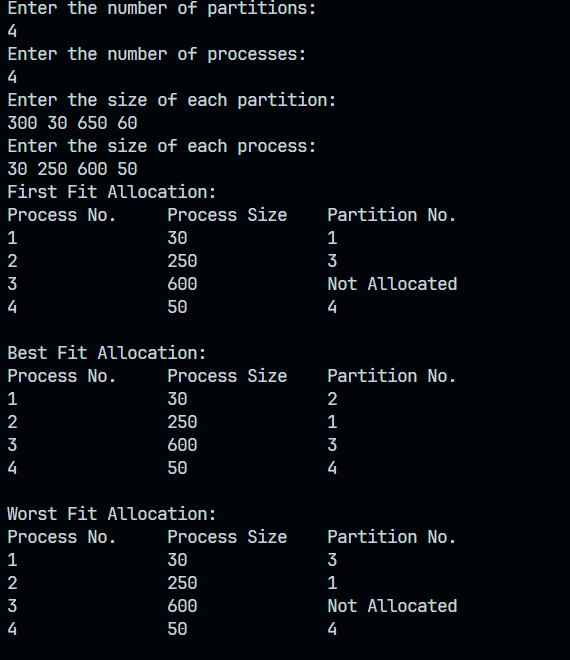 Enter the number of partitions:
4
Enter the number of processes:
4
Enter the size of each partition:
300 30 650 60
Enter the size of each process:
30 250 600 50
First Fit Allocation:
Process No.     Process Size    Partition No.
1               30              1
2               250             3
3               600             Not Allocated
4               50              4

Best Fit Allocation:
Process No.     Process Size    Partition No.
1               30              2
2               250             1
3               600             3
4               50              4

Worst Fit Allocation:
Process No.     Process Size    Partition No.
1               30              3
2               250             1
3               600             Not Allocated
4               50              4